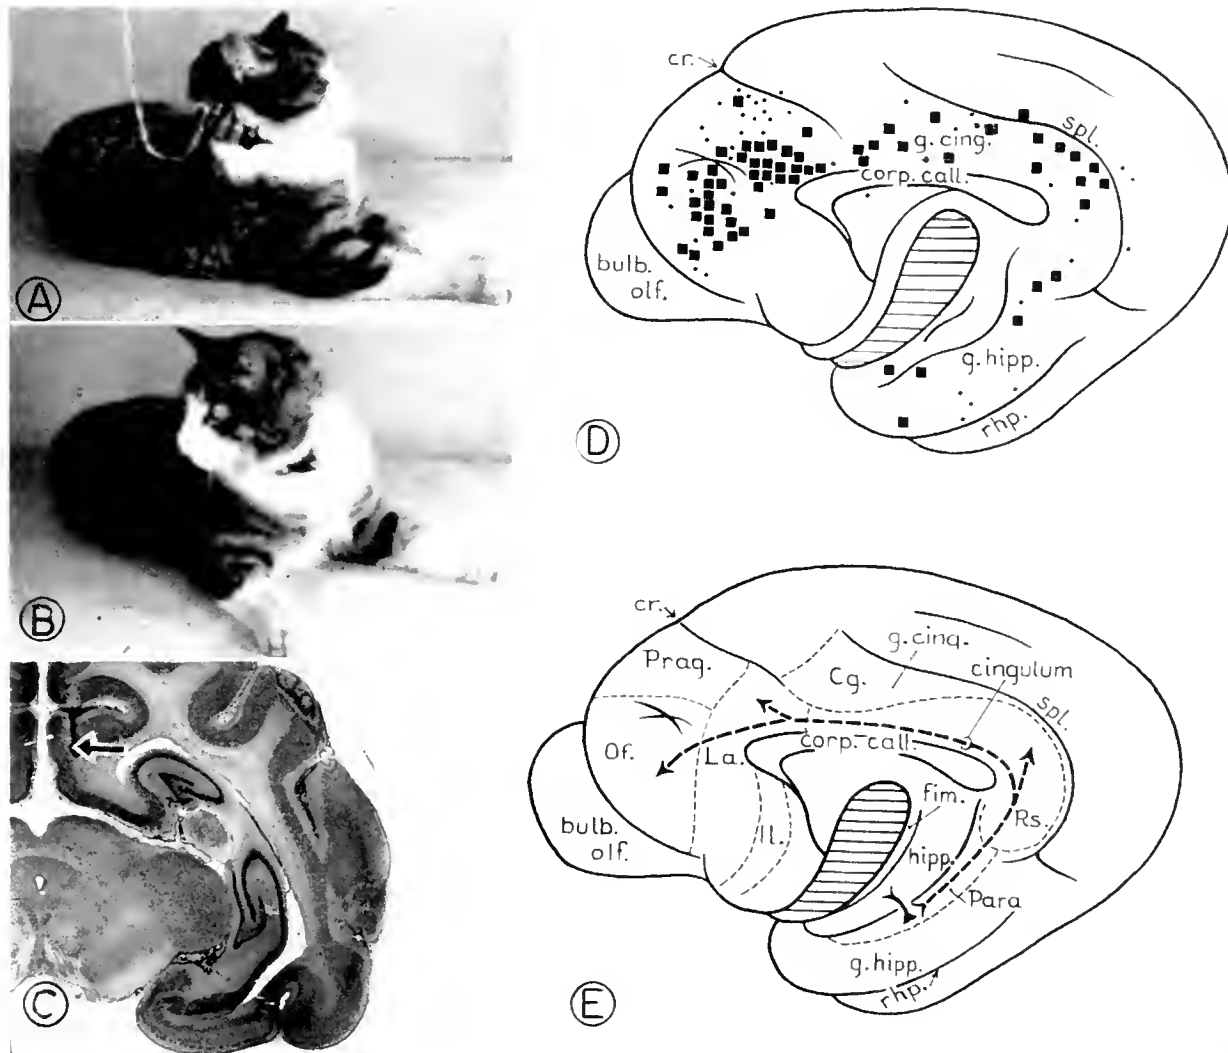 A
B
C
cr.
spl.
g. cing.
corp. call.
bulb.
olf.
g. hipp.
rhp.
D
cr.
Prag.
Cg.
g. cing.
cingulum
spl.
Of.
La.
corp. call.
Il.
fim.
Rs.
bulb.
olf.
hipp.
Para
g. hipp.
rhp.
E